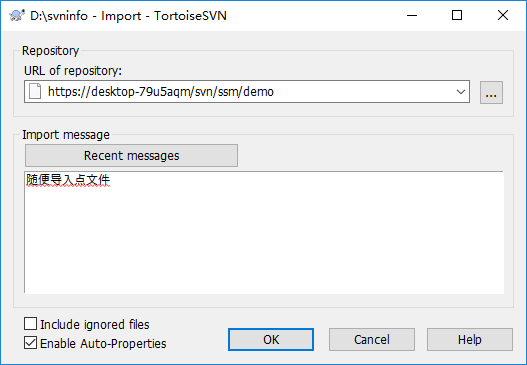 D:\svninfo - Import - TortoiseSVN
Repository
URL of repository:
https://desktop-79u5aqm/svn/ssm/demo
...
Import message
Recent messages
随便导入点文件
Include ignored files
Enable Auto-Properties
OK
Cancel
Help